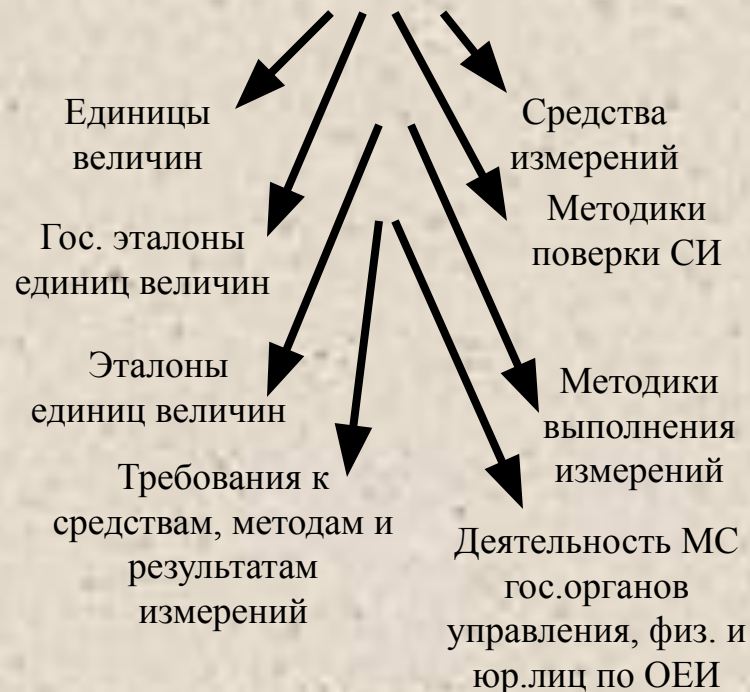 Единицы
величин
Средства
измерений
Гос. эталоны
единиц величин
Методики
поверки СИ
Эталоны
единиц величин
Методики
выполнения
измерений
Требования к
средствам, методам и
результатам
измерений
Деятельность МС
гос.органов
управления, физ. и
юр.лиц по ОЕИ